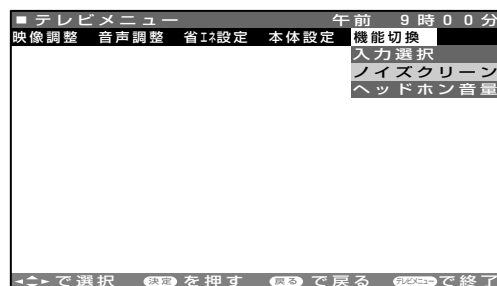 ■テレビメニュー 午前 9時00分
映像調整 音声調整 省エネ設定 本体設定 機能切換
入力選択
ノイズクリーン
ヘッドホン音量
で選択 決定 を押す 戻る で戻る テレビメニュー で終了